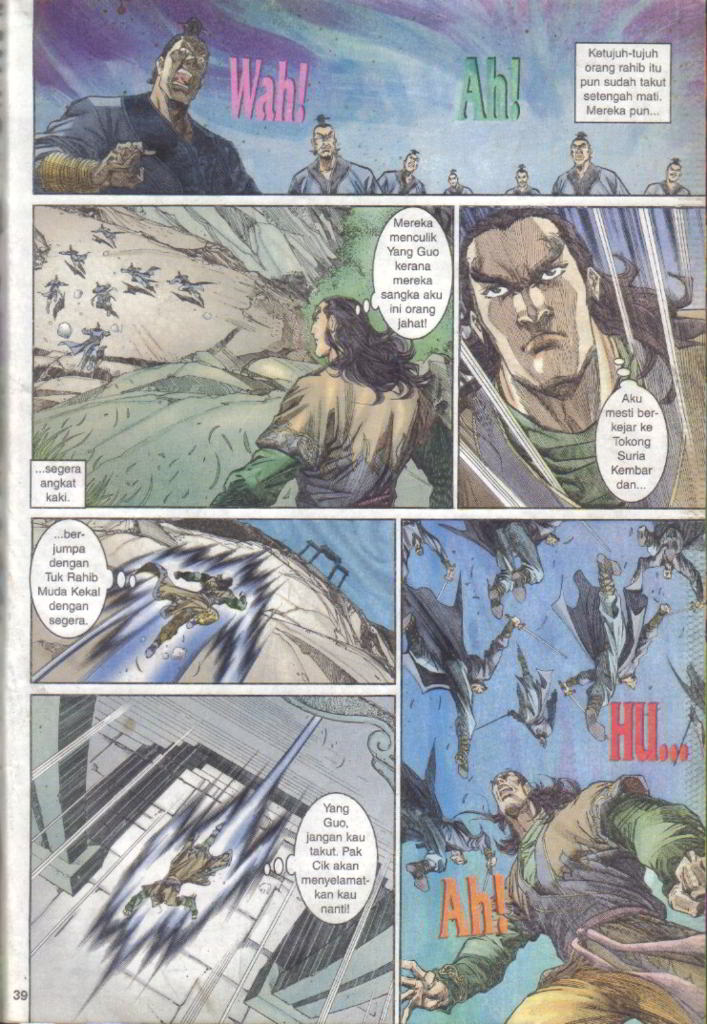 Wah!
Ah!
Ketujuh-tujuh
orang rahib itu
pun sudah takut
setengah mati.
Mereka pun...
Mereka
menculik
Yang Guo
kerana
mereka
sangka aku
ini orang
jahat!
...segera
angkat
kaki.
Aku
mesti ber-
kejar ke
Tokong
Suria
Kembar
dan...
...ber-
jumpa
dengan
Tuk Rahib
Muda Kekal
dengan
segera.
HU...
Ah!
Yang
Guo,
jangan kau
takut. Pak
Cik akan
menyelamat-
kan kau
nanti!
39